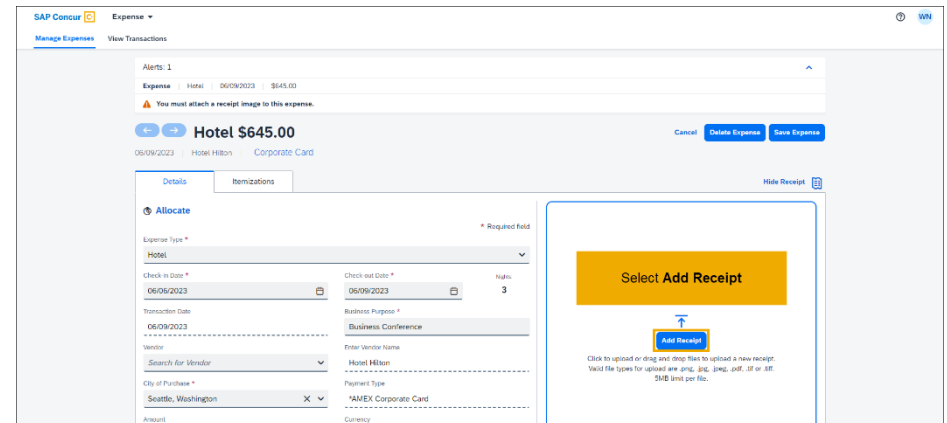 SAP Concur C Expense
WN
Manage Expenses View Transactions
Alerts: 1
Expense Hotel 06/09/2023 $645.00
You must attach a receipt image to this expense.
Hotel $645.00
Cancel Delete Expense Save Expense
06/09/2023 Hotel Hilton Corporate Card
Details Itemizations
Hide Receipt
Allocate
* Required field
Expense Type *
Hotel
Check-in Date * Check-out Date * Nights
06/06/2023 06/09/2023 3
Transaction Date Business Purpose *
06/09/2023 Business Conference
Vendor Enter Vendor Name
Search for Vendor Hotel Hilton
City of Purchase * Payment Type
Seattle, Washington *AMEX Corporate Card
Amount Currency
Select Add Receipt
Add Receipt
Click to upload or drag and drop files to upload a new receipt.
Valid file types for upload are .png, .jpg, .jpeg, .pdf, .tif or .tiff.
5MB limit per file.